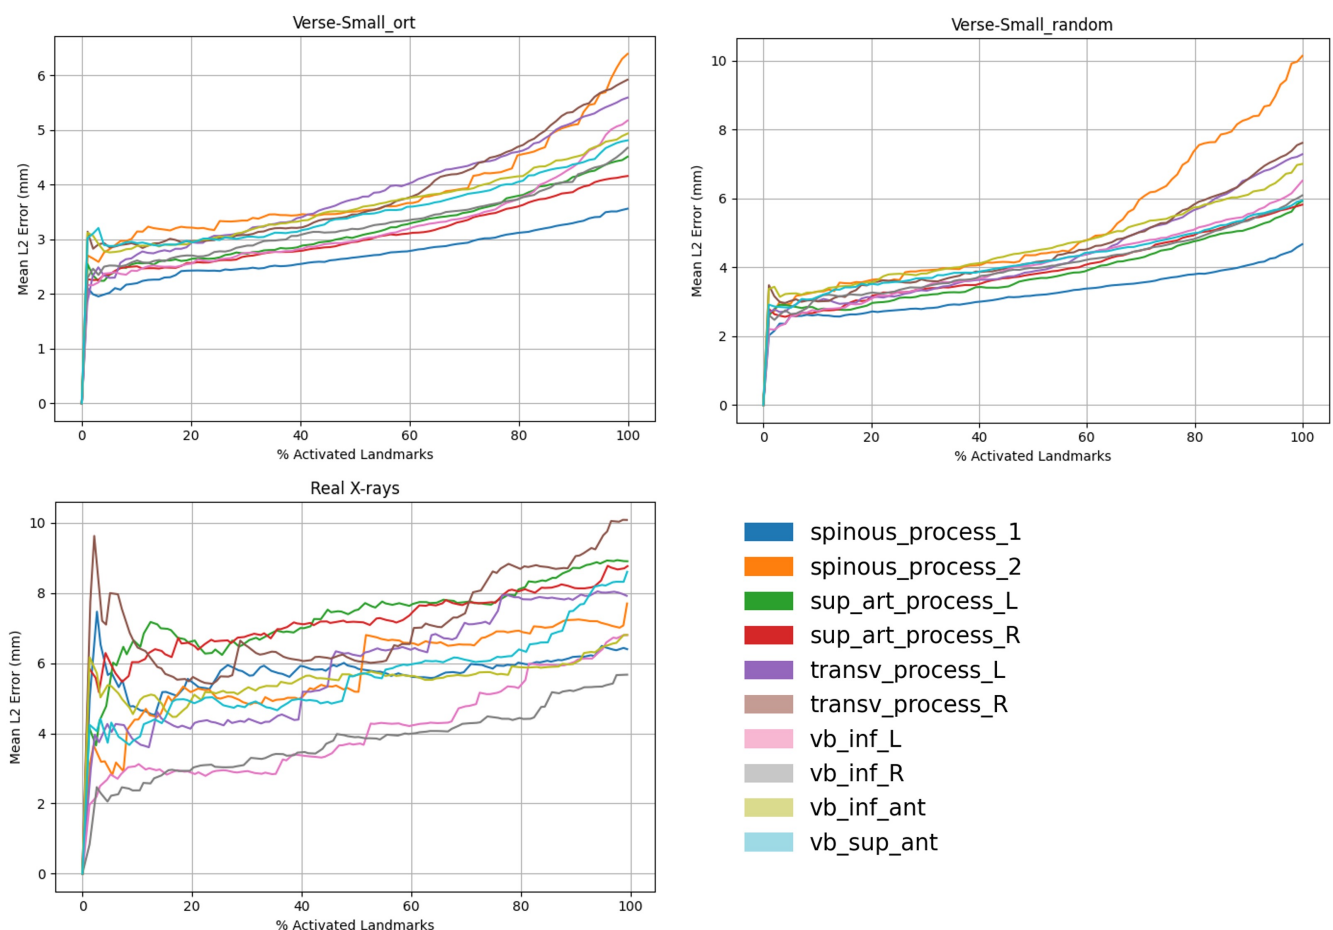 Verse-Small_ort
Mean L2 Error (mm)
6
5
4
3
2
1
0
0 20 40 60 80 100
% Activated Landmarks
Verse-Small_random
Mean L2 Error (mm)
10
8
6
4
2
0
0 20 40 60 80 100
% Activated Landmarks
Real X-rays
Mean L2 Error (mm)
10
8
6
4
2
0
0 20 40 60 80 100
% Activated Landmarks
spinous_process_1
spinous_process_2
sup_art_process_L
sup_art_process_R
transv_process_L
transv_process_R
vb_inf_L
vb_inf_R
vb_inf_ant
vb_sup_ant